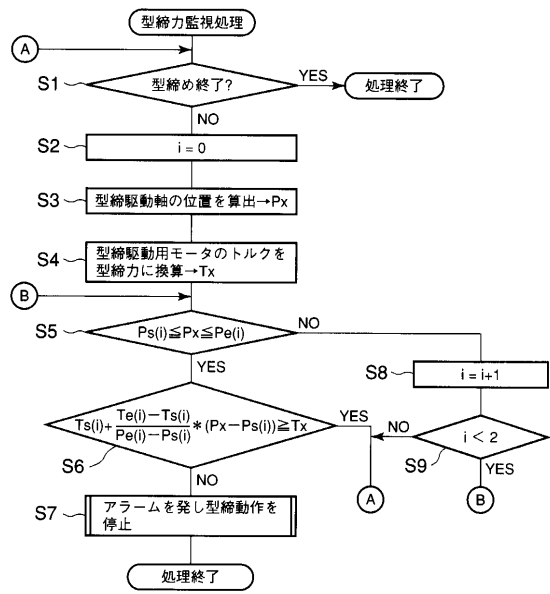 型締力監視処理
A
S1
型締め終了?
YES
処理終了
NO
S2
i = 0
S3
型締駆動軸の位置を算出→Px
S4
型締駆動用モータのトルクを
型締力に換算→Tx
B
S5
Ps(i)≦Px≦Pe(i)
NO
YES
S8
i = i+1
S6
Ts(i)+ Te(i)−Ts(i) / Pe(i)−Ps(i) *(Px−Ps(i))≧Tx
YES
NO
S9
i < 2
NO
YES
A
B
S7
アラームを発し型締動作を
停止
処理終了